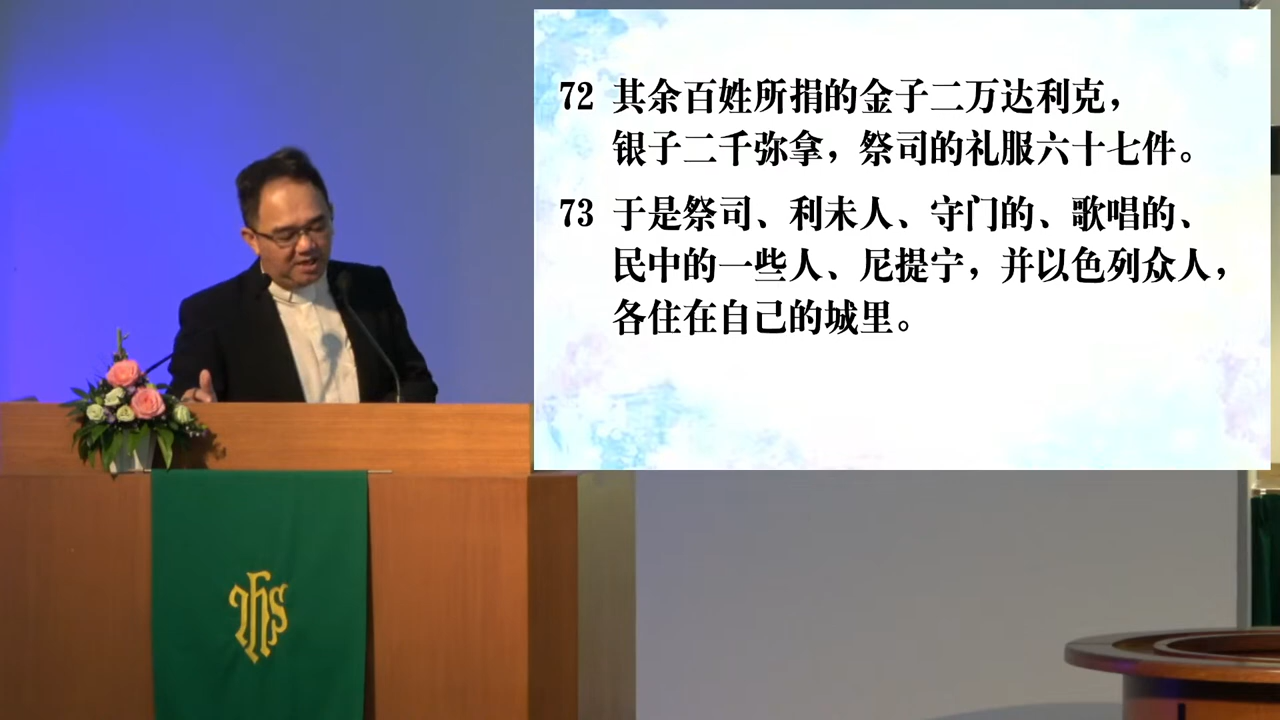 72 其余百姓所捐的金子二万达利克，
银子二千弥拿，祭司的礼服六十七件。
73 于是祭司、利未人、守门的、歌唱的、
民中的一些人、尼提宁，并以色列众人，
各住在自己的城里。
IHS